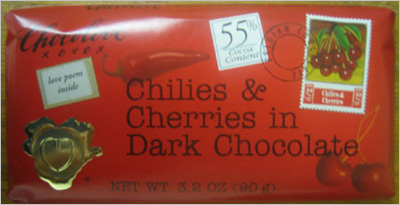 Chocolove
XOXOX
55%
Cocoa
Content
love poem
inside
Chilies &
Cherries
Chilies &
Cherries in
Dark Chocolate
NET WT. 3.2 OZ (90g)